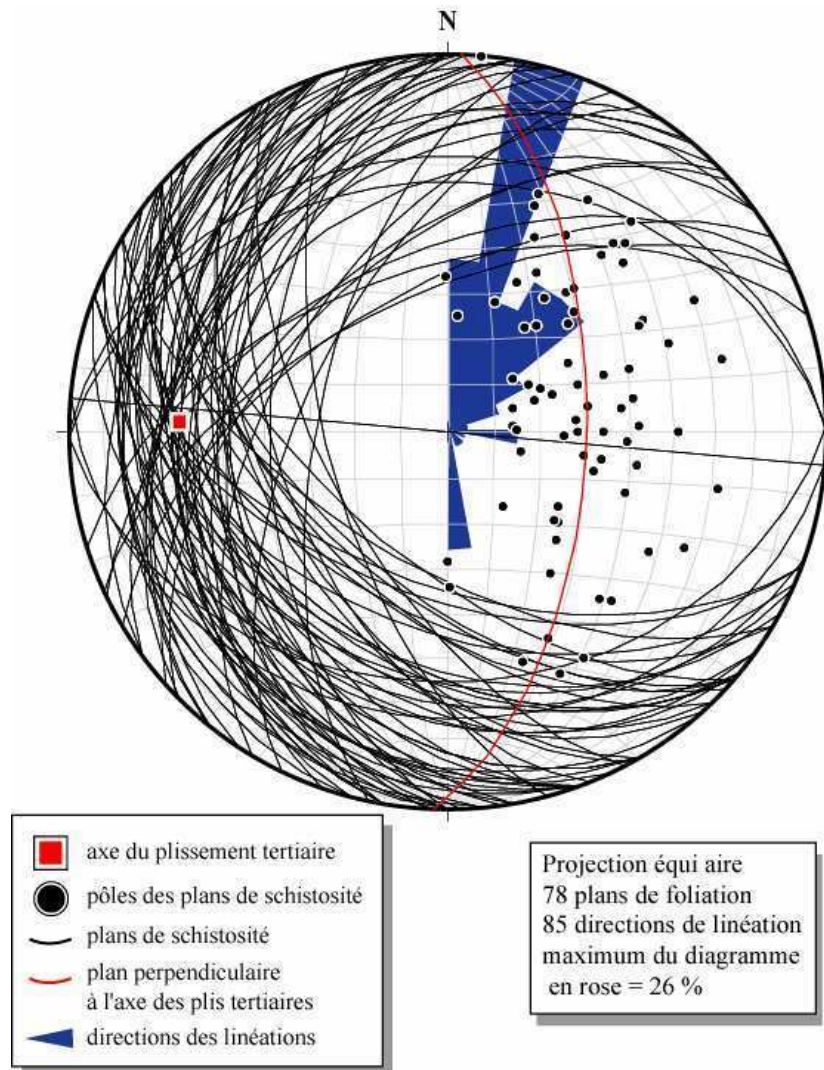 N
axe du plissement tertiaire
pôles des plans de schistosité
plans de schistosité
plan perpendiculaire
à l'axe des plis tertiaires
directions des linéations
Projection équi aire
78 plans de foliation
85 directions de linéation
maximum du diagramme
en rose = 26 %